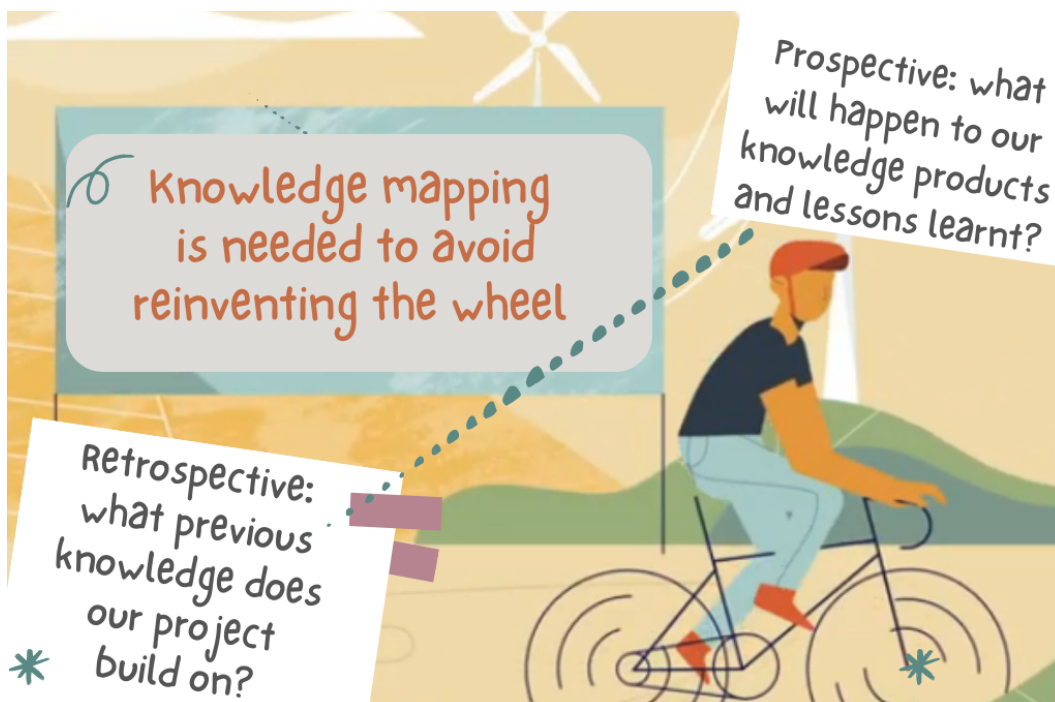 Knowledge mapping
is needed to avoid
reinventing the wheel
Prospective: what
will happen to our
knowledge products
and lessons learnt?
Retrospective:
what previous
knowledge does
our project
build on?